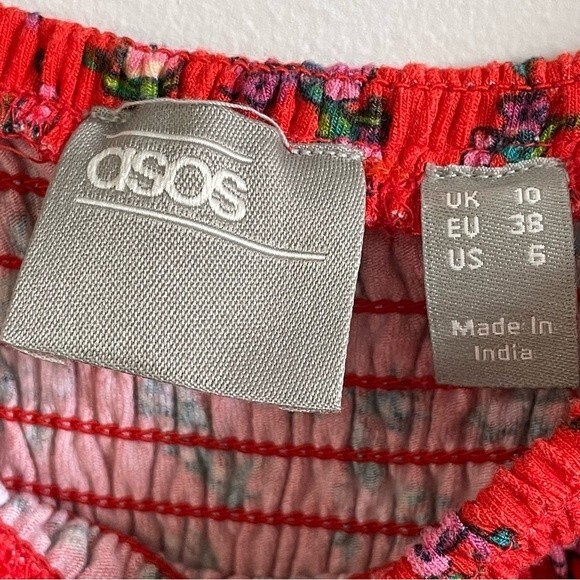 asos
UK 10
EU 38
US 6
Made In
India